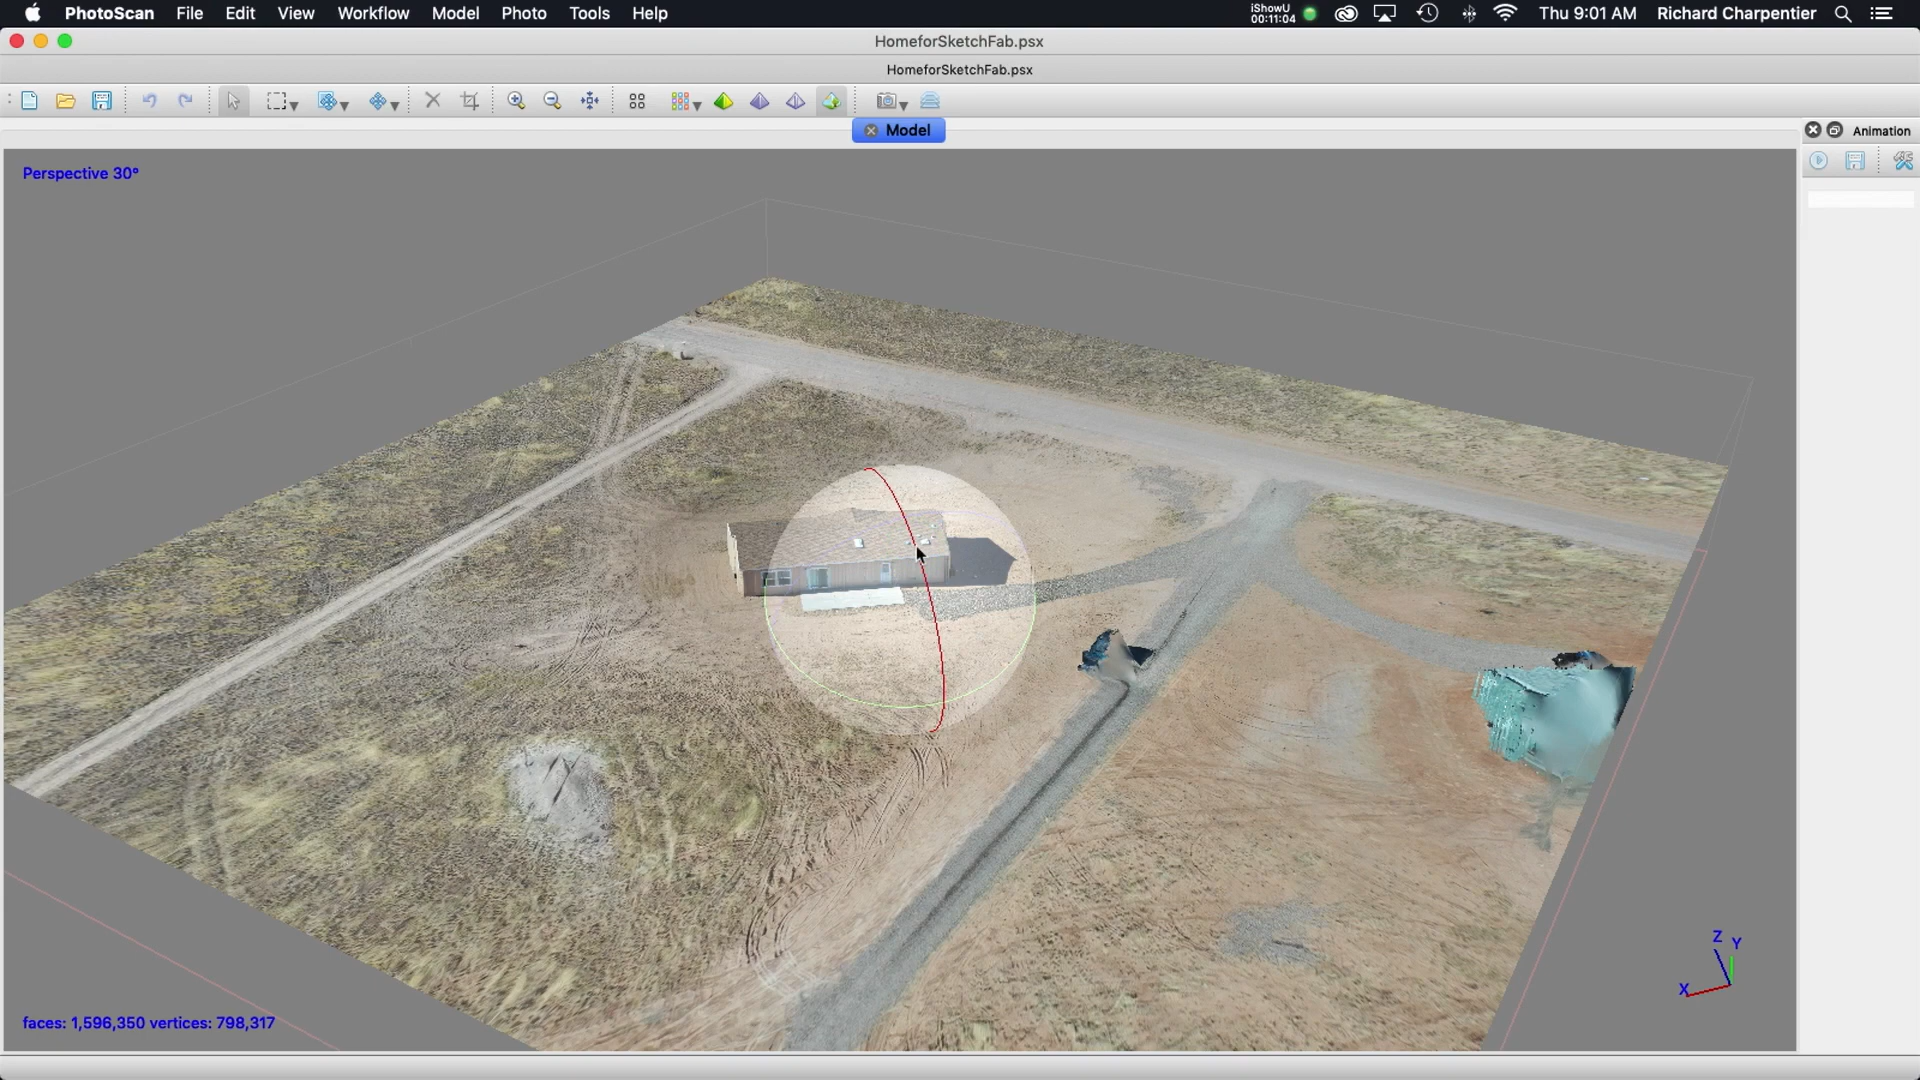 PhotoScan File Edit View Workflow Model Photo Tools Help iShowU 00:11:04 Thu 9:01 AM Richard Charpentier
HomeforSketchFab.psx
HomeforSketchFab.psx
Model
Animation
Perspective 30°
Z Y
X
faces: 1,596,350 vertices: 798,317